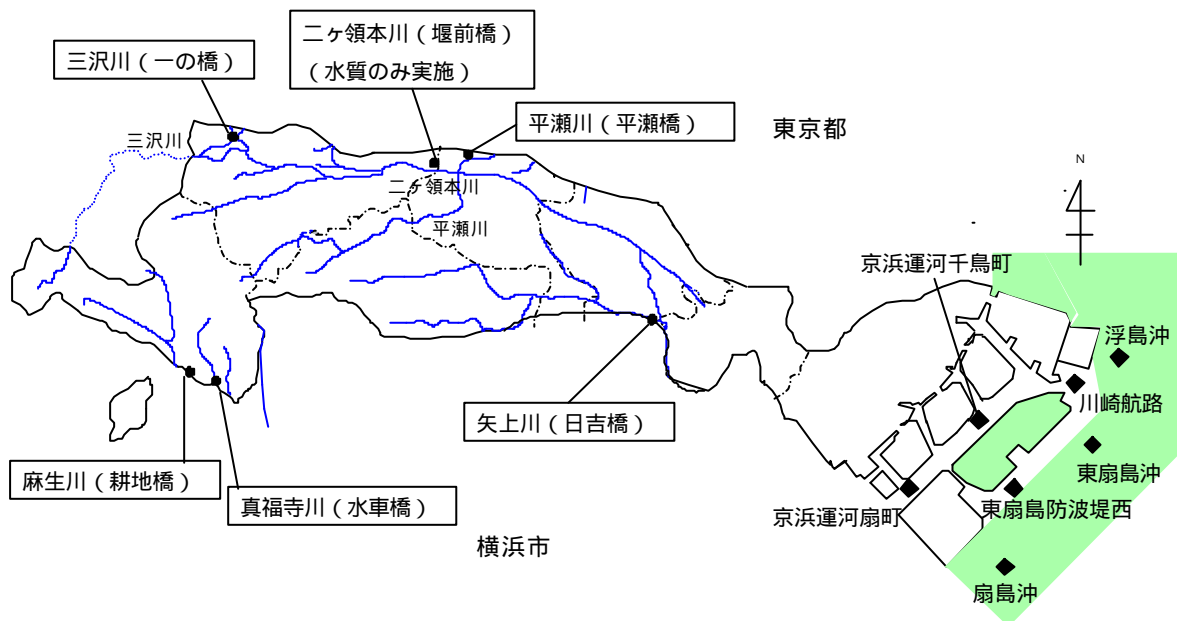 二ヶ領本川（堰前橋）
（水質のみ実施）
三沢川（一の橋）
平瀬川（平瀬橋）
東京都
三沢川
N
二ヶ領本川
平瀬川
京浜運河千鳥町
浮島沖
川崎航路
矢上川（日吉橋）
東扇島沖
麻生川（耕地橋）
真福寺川（水車橋）
京浜運河扇町
東扇島防波堤西
横浜市
扇島沖